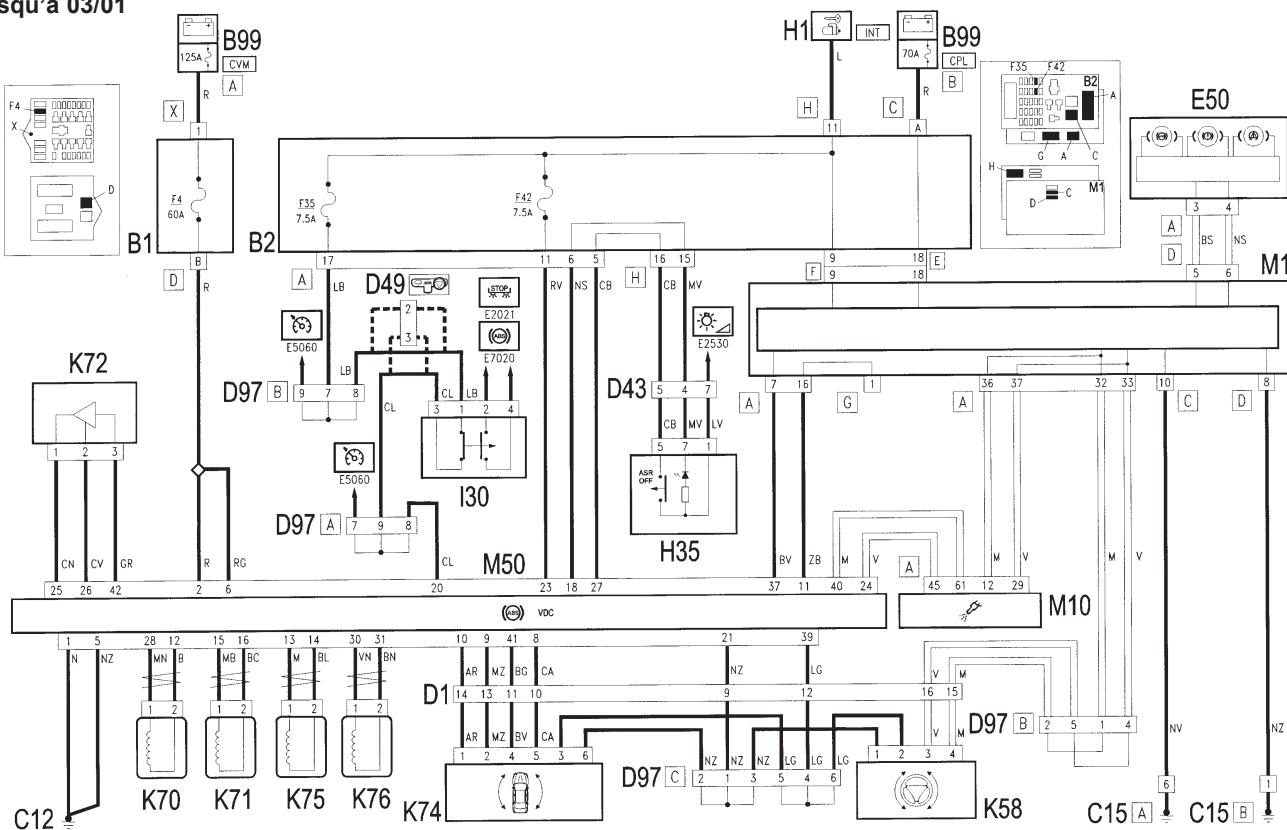 squ'à 03/01
B99
125A
CVM
A
R
X
1
F4
60A
B1
B
D
R
F4
X
D
H1
INT
L
H
11
B99
70A
CPL
B
C
R
A
F35
7.5A
F42
7.5A
B2
17
11
6
5
16
15
9
18
A
H
F
E
9
18
F35 F42
B2
A
G
A
C
H
M1
D
C
E50
3
4
A
D
BS
NS
5
6
M1
LB
D49
2
3
STOP
E2021
ABS
E7020
E5060
LB
D97
B
9
7
8
CL
CL
LB
3
1
2
4
I30
E5060
D97
A
7
9
8
CL
RV
NS
CB
CB
MV
E2530
D43
5
4
7
CB
MV
LV
5
7
1
ASR
OFF
H35
7
16
1
36
37
32
33
10
8
A
G
A
C
D
K72
1
2
3
CN
CV
GR
R
RG
M50
BV
ZB
M
V
A
M
V
M
V
25
26
42
2
6
20
23
18
27
37
11
40
24
45
61
12
29
M10
ABS
VDC
1
5
28
12
15
16
13
14
30
31
10
9
41
8
21
39
N
NZ
MN
B
MB
BC
M
BL
VN
BN
AR
MZ
BG
CA
NZ
LG
V
M
D1
14
13
11
10
9
12
16
15
1 2
1 2
1 2
1 2
K70
K71
K75
K76
C12
AR
MZ
BV
CA
1
2
4
5
3
6
K74
NZ
NZ
NZ
LG
LG
LG
D97
C
2
1
3
5
4
6
V
M
1
2
3
4
K58
D97
B
2
5
1
4
NV
6
C15
A
NZ
1
C15
B